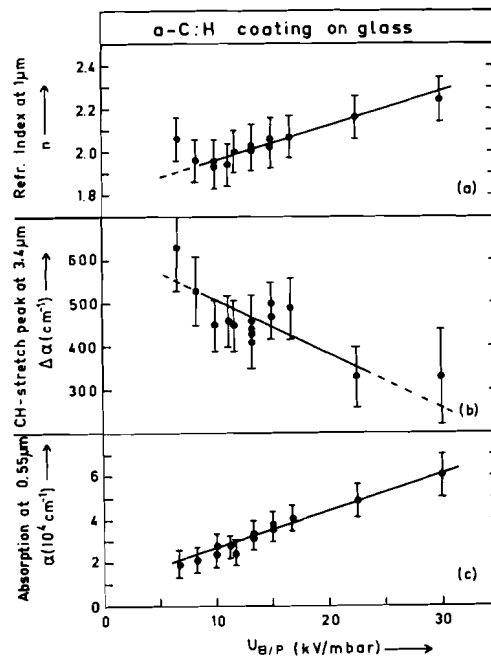 a-C:H coating on glass
Refr. Index at 1μm
n
2.4
2.2
2.0
1.8
(a)
CH-stretch peak at 3.4μm
Δα(cm⁻¹)
600
500
400
300
(b)
Absorption at 0.55μm
α(10⁴cm⁻¹)
6
4
2
0
(c)
0
10
20
30
U_B/P (kV/mbar)